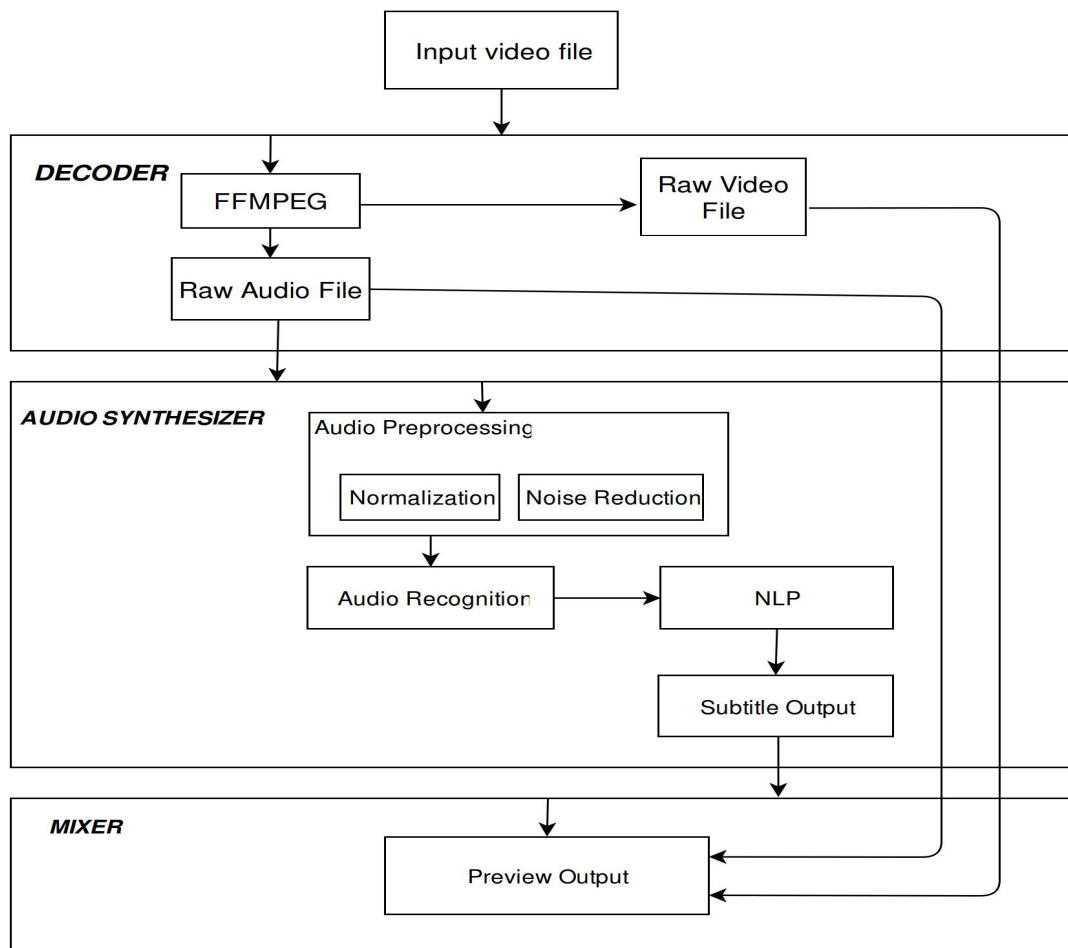 Input video file
DECODER
FFMPEG
Raw Video
File
Raw Audio File
AUDIO SYNTHESIZER
Audio Preprocessing
Normalization
Noise Reduction
Audio Recognition
NLP
Subtitle Output
MIXER
Preview Output